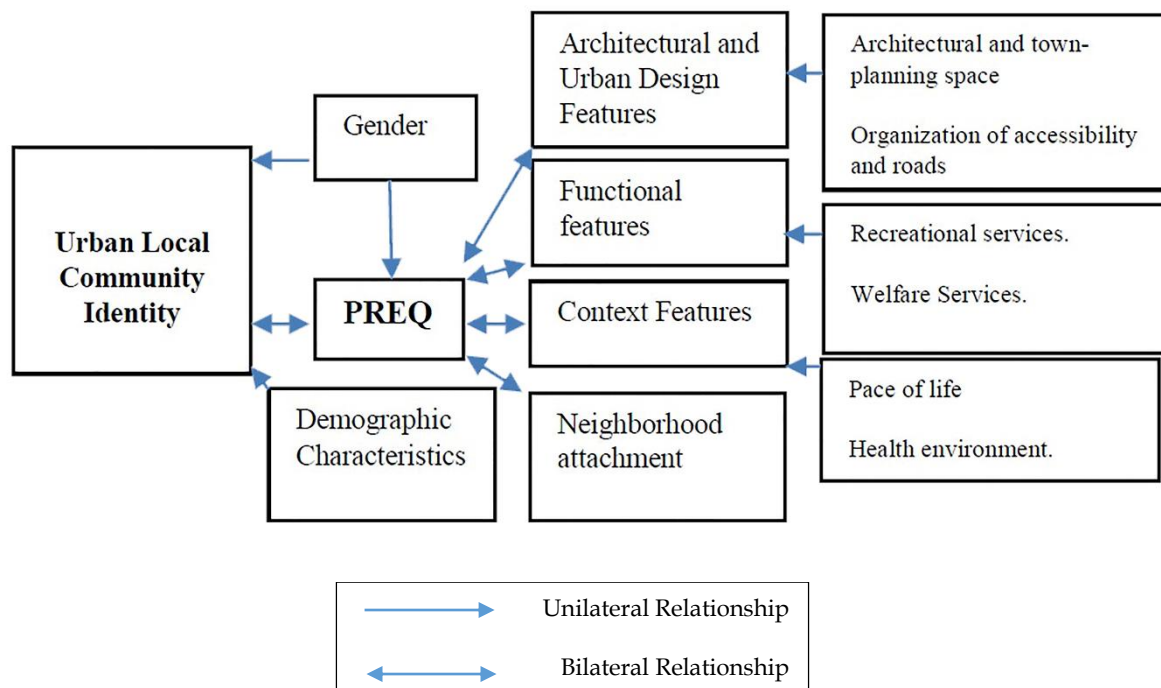 Urban Local
Community
Identity
Gender
PREQ
Demographic
Characteristics
Architectural and
Urban Design
Features
Functional
features
Context Features
Neighborhood
attachment
Architectural and town-
planning space
Organization of accessibility
and roads
Recreational services.
Welfare Services.
Pace of life
Health environment.
Unilateral Relationship
Bilateral Relationship